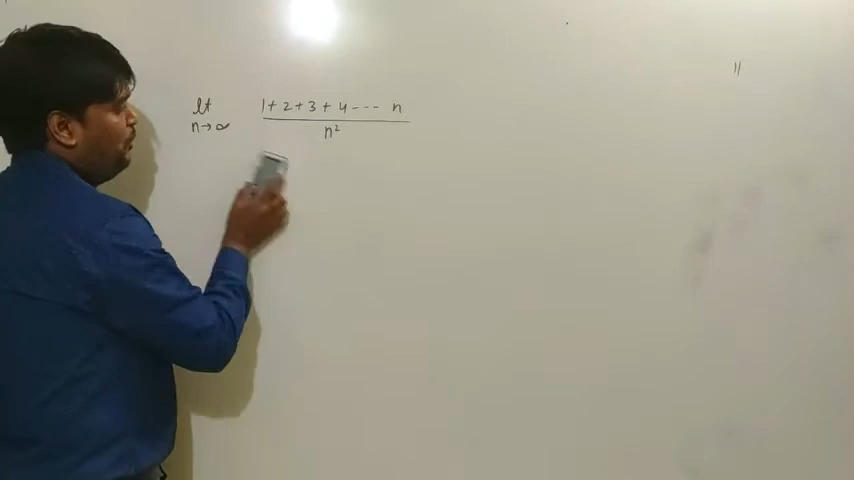 lt 1+2+3+4--- n
n→∞ n²